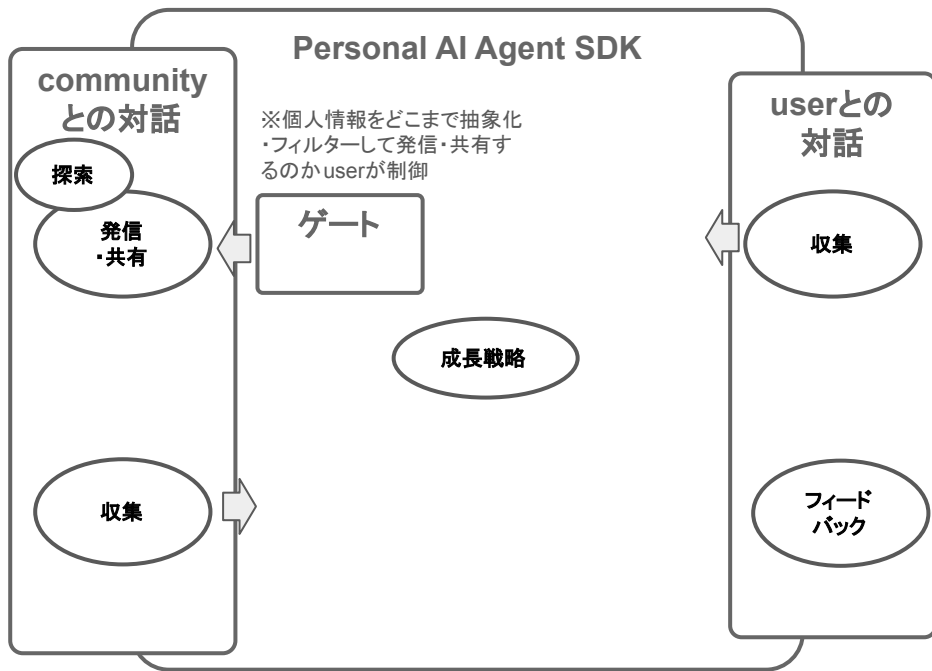 Personal AI Agent SDK
community
との対話
探索
発信
・共有
※個人情報をどこまで抽象化
・フィルターして発信・共有す
るのかuserが制御
ゲート
成長戦略
収集
userとの
対話
収集
フィード
バック